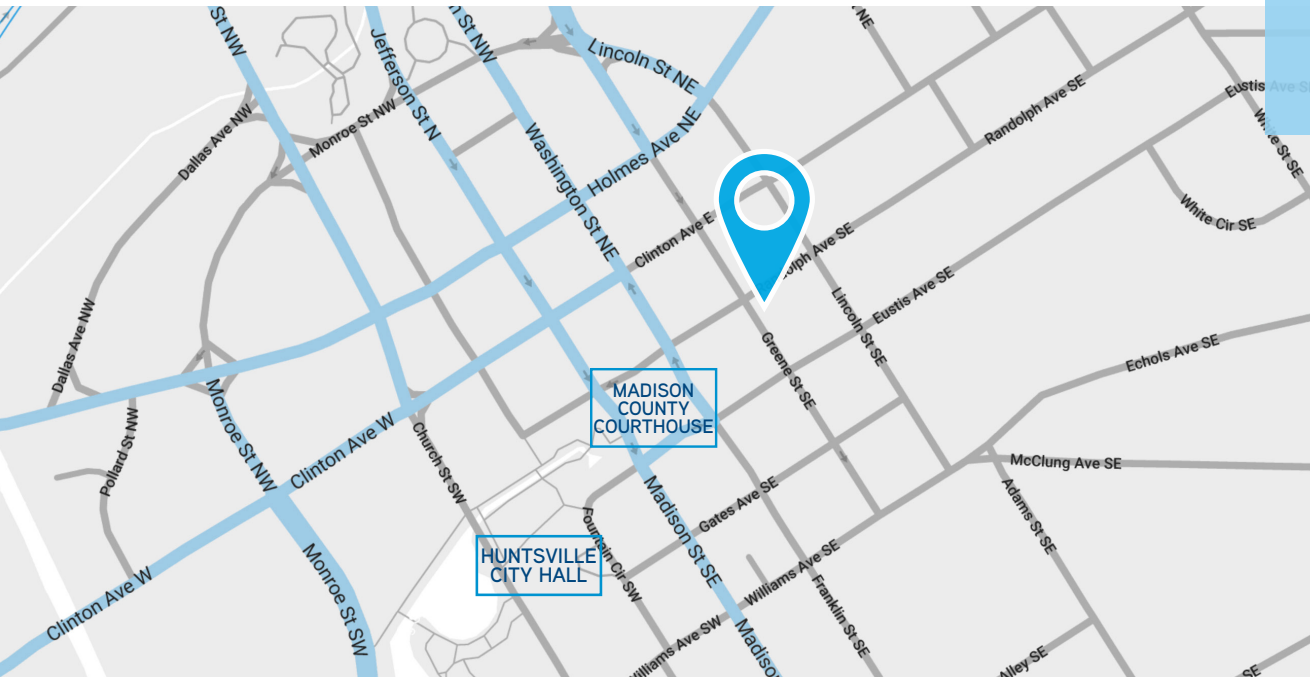 St NW
Jefferson St N
n St NW
Lincoln St NE
NE
Randolph Ave SE
Eustis Ave S
White St SE
Dallas Ave NW
Monroe St NW
Washington St NE
Holmes Ave NE
White Cir SE
Clinton Ave E
olph Ave SE
Lincoln St SE
Eustis Ave SE
Dallas Ave NW
Greene St SE
Echols Ave SE
MADISON
COUNTY
COURTHOUSE
Monroe St NW
Pollard St NW
Clinton Ave W
Church St SW
McClung Ave SE
Madison St SE
Gates Ave SE
Adams St SE
Fountain Cir SW
HUNTSVILLE
CITY HALL
Clinton Ave W
Monroe St SW
Williams Ave SE
Franklin St SE
Williams Ave SW
Madiso
Alley SE
SE